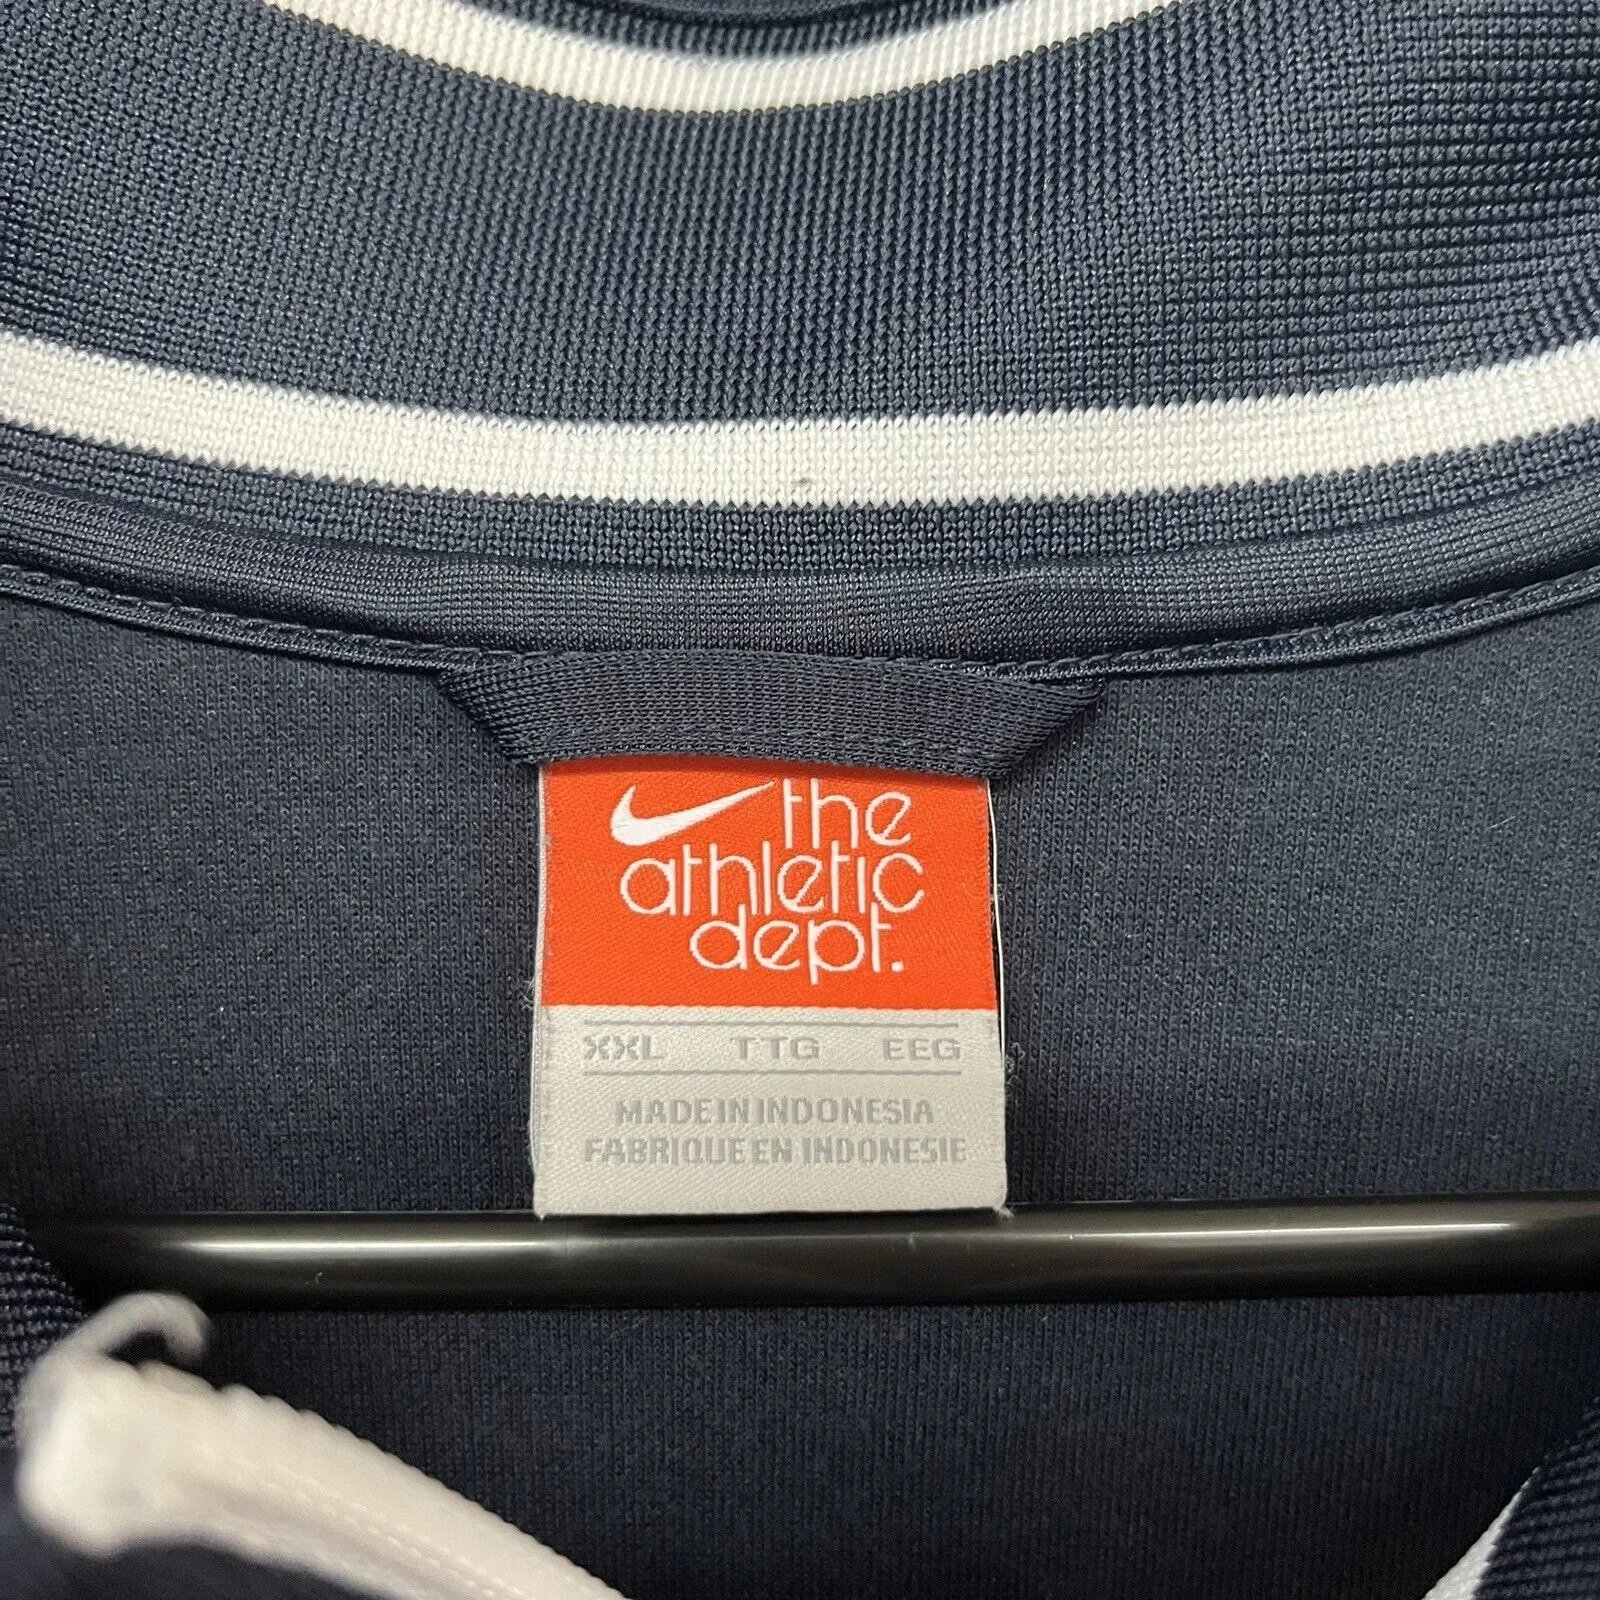 the
athletic
dept.
XXL TTG EEG
MADE IN INDONESIA
FABRIQUE EN INDONESIE